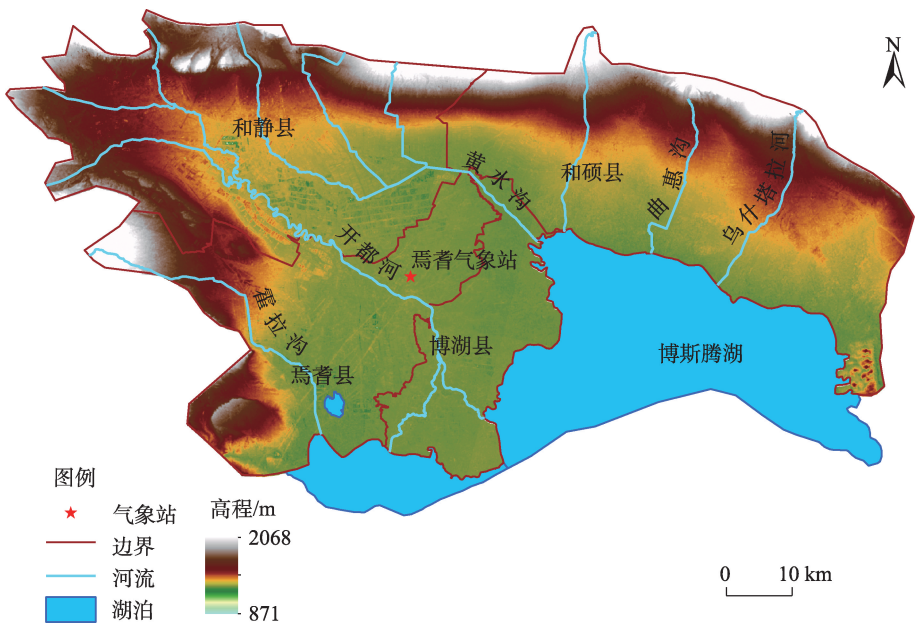 N
和静县
黄水沟
和硕县
曲惠沟
乌什塔拉河
开都河
焉耆气象站
霍拉沟
博湖县
博斯腾湖
焉耆县
图例
气象站
边界
河流
湖泊
高程/m
2068
871
0 10 km